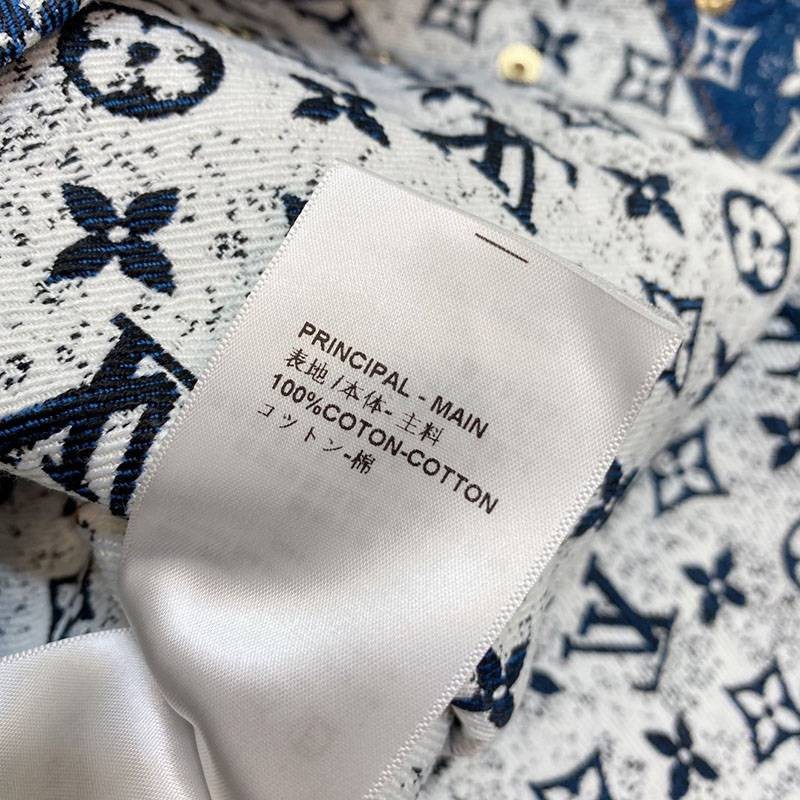 PRINCIPAL - MAIN
表地 /本体- 主料
100%COTON-COTTON
コットン-棉